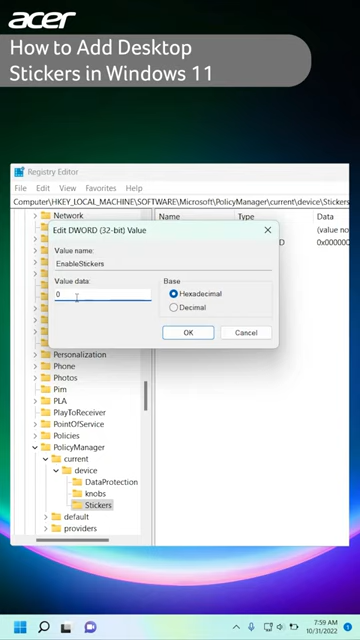 acer
How to Add Desktop
Stickers in Windows 11
Registry Editor
File Edit View Favorites Help
Computer\HKEY_LOCAL_MACHINE\SOFTWARE\Microsoft\PolicyManager\current\device\Stickers
Network
Name Type Data
(value no
0x000000
Edit DWORD (32-bit) Value
Value name:
EnableStickers
Value data:
0
Base
Hexadecimal
Decimal
OK Cancel
Personalization
Phone
Photos
Pim
PLA
PlayToReceiver
PointOfService
Policies
PolicyManager
current
device
DataProtection
knobs
Stickers
default
providers
7:59 AM
10/31/2022